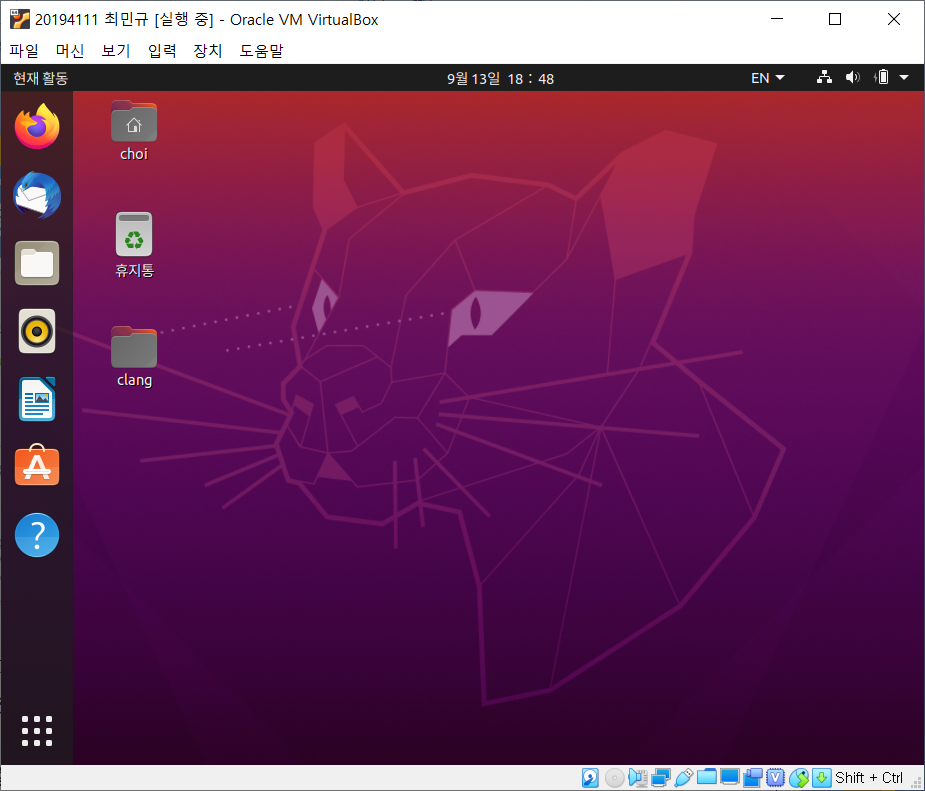 20194111 최민규 [실행 중] - Oracle VM VirtualBox
파일 머신 보기 입력 장치 도움말
현재 활동 9월 13일 18 : 48 EN
choi
휴지통
clang
?
V
Shift + Ctrl